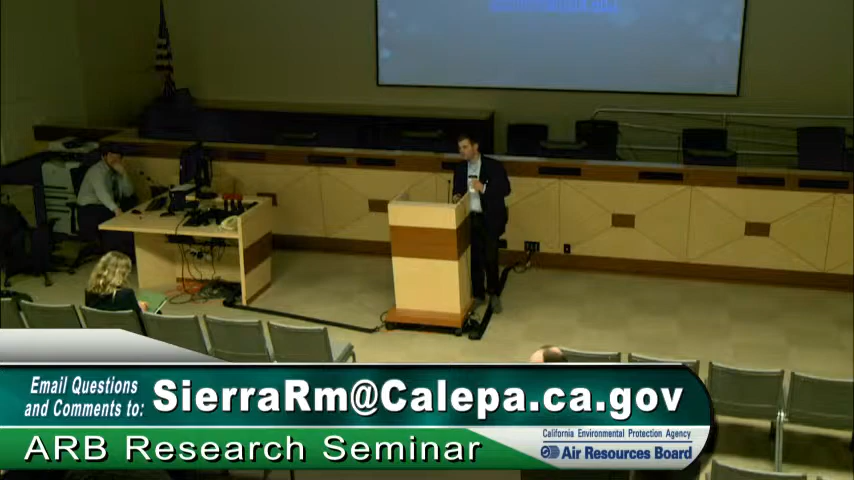 Email Questions
and Comments to: SierraRm@Calepa.ca.gov
ARB Research Seminar
California Environmental Protection Agency
Air Resources Board